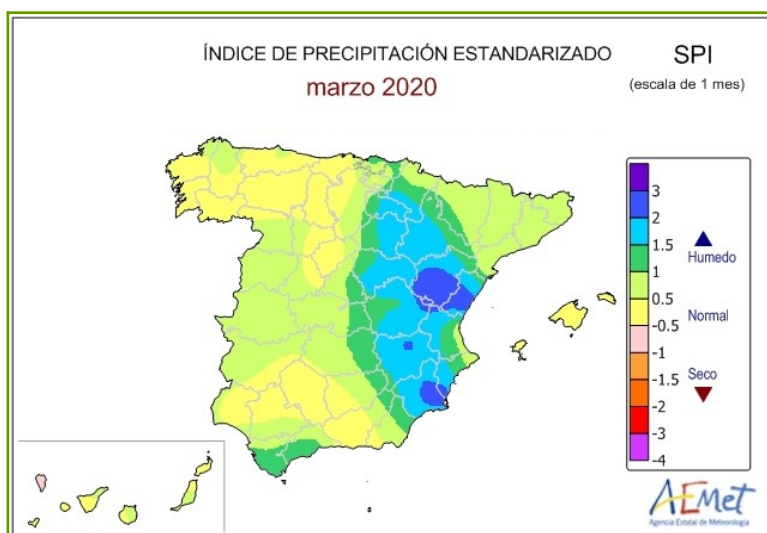 ÍNDICE DE PRECIPITACIÓN ESTANDARIZADO
marzo 2020
SPI
(escala de 1 mes)
3
2
1.5
1
0.5
-0.5
-1
-1.5
-2
-3
-4
Humedo
Normal
Seco
AEMet
Agencia Estatal de Meteorología